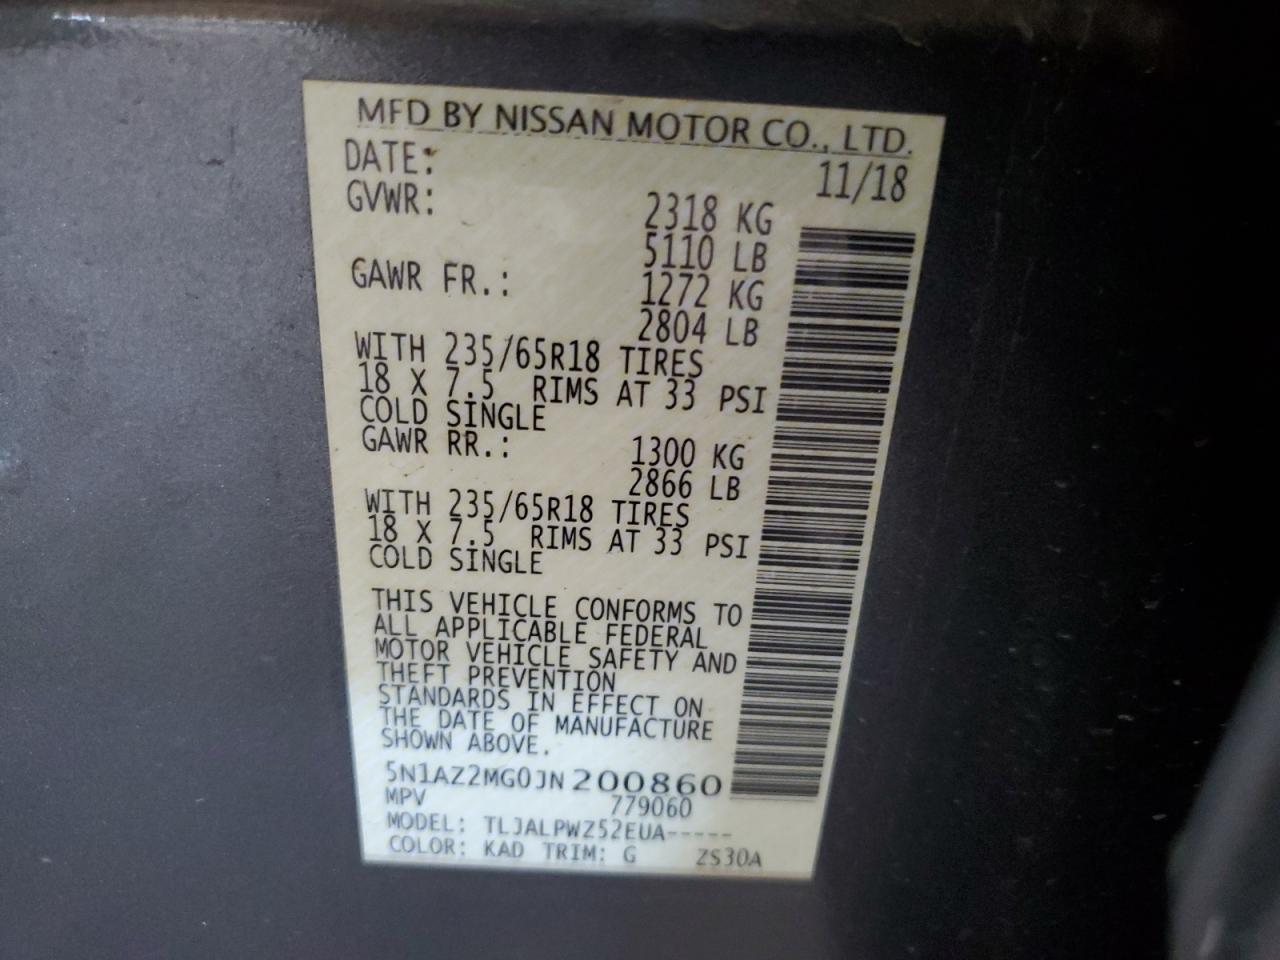 MFD BY NISSAN MOTOR CO., LTD.
DATE: 11/18
GVWR: 2318 KG
5110 LB
GAWR FR.: 1272 KG
2804 LB
WITH 235/65R18 TIRES
18 X 7.5 RIMS AT 33 PSI
COLD SINGLE
GAWR RR.: 1300 KG
2866 LB
WITH 235/65R18 TIRES
18 X 7.5 RIMS AT 33 PSI
COLD SINGLE
THIS VEHICLE CONFORMS TO
ALL APPLICABLE FEDERAL
MOTOR VEHICLE SAFETY AND
THEFT PREVENTION
STANDARDS IN EFFECT ON
THE DATE OF MANUFACTURE
SHOWN ABOVE.
5N1AZ2MG0JN200860
MPV 779060
MODEL: TLJALPWZ52EUA-----
COLOR: KAD TRIM: G ZS30A